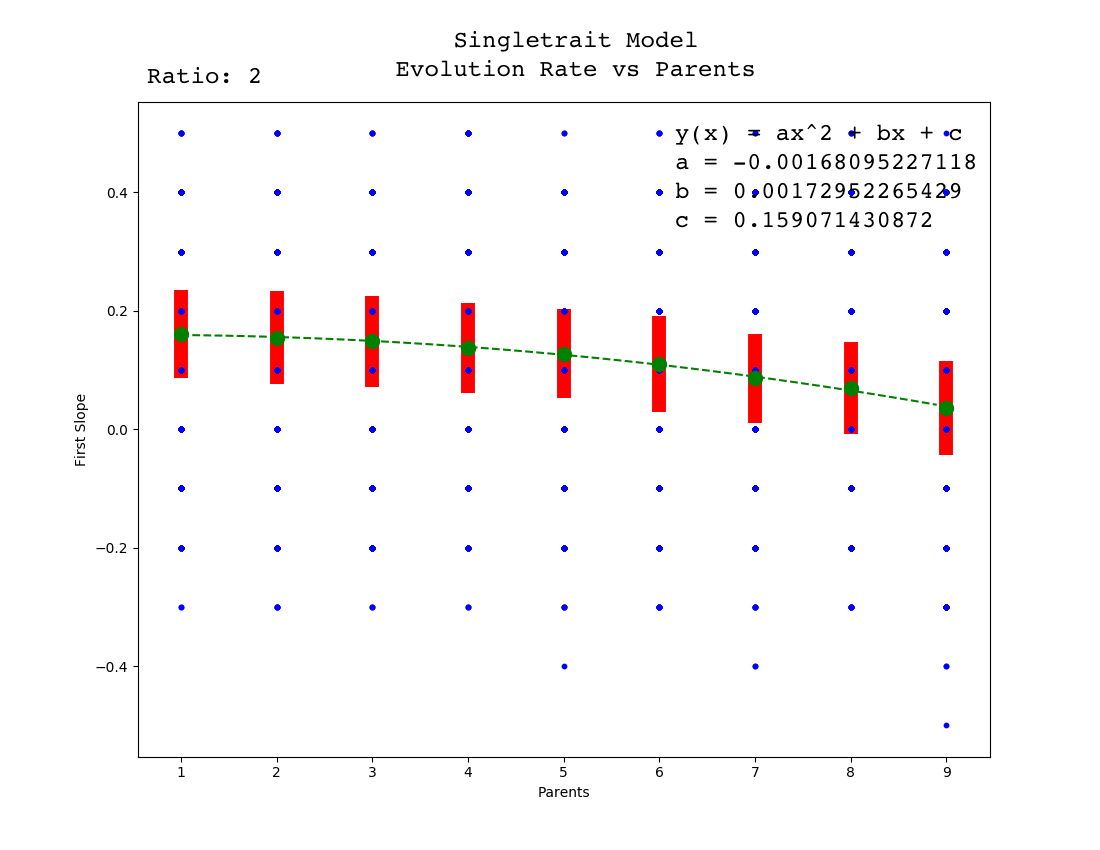 Singletrait Model
Evolution Rate vs Parents
Ratio: 2
y(x) = ax^2 + bx + c
a = -0.00168095227118
b = 0.00172952265429
c = 0.159071430872
0.4
0.2
0.0
−0.2
−0.4
First Slope
1 2 3 4 5 6 7 8 9
Parents